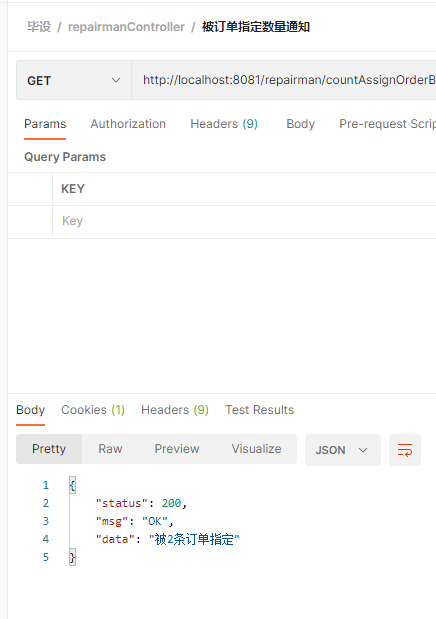 毕设 / repairmanController / 被订单指定数量通知
GET http://localhost:8081/repairman/countAssignOrderB
Params Authorization Headers (9) Body Pre-request Scrip
Query Params
KEY
Key
Body Cookies (1) Headers (9) Test Results
Pretty Raw Preview Visualize JSON
1 {
2 "status": 200,
3 "msg": "OK",
4 "data": "被2条订单指定"
5 }